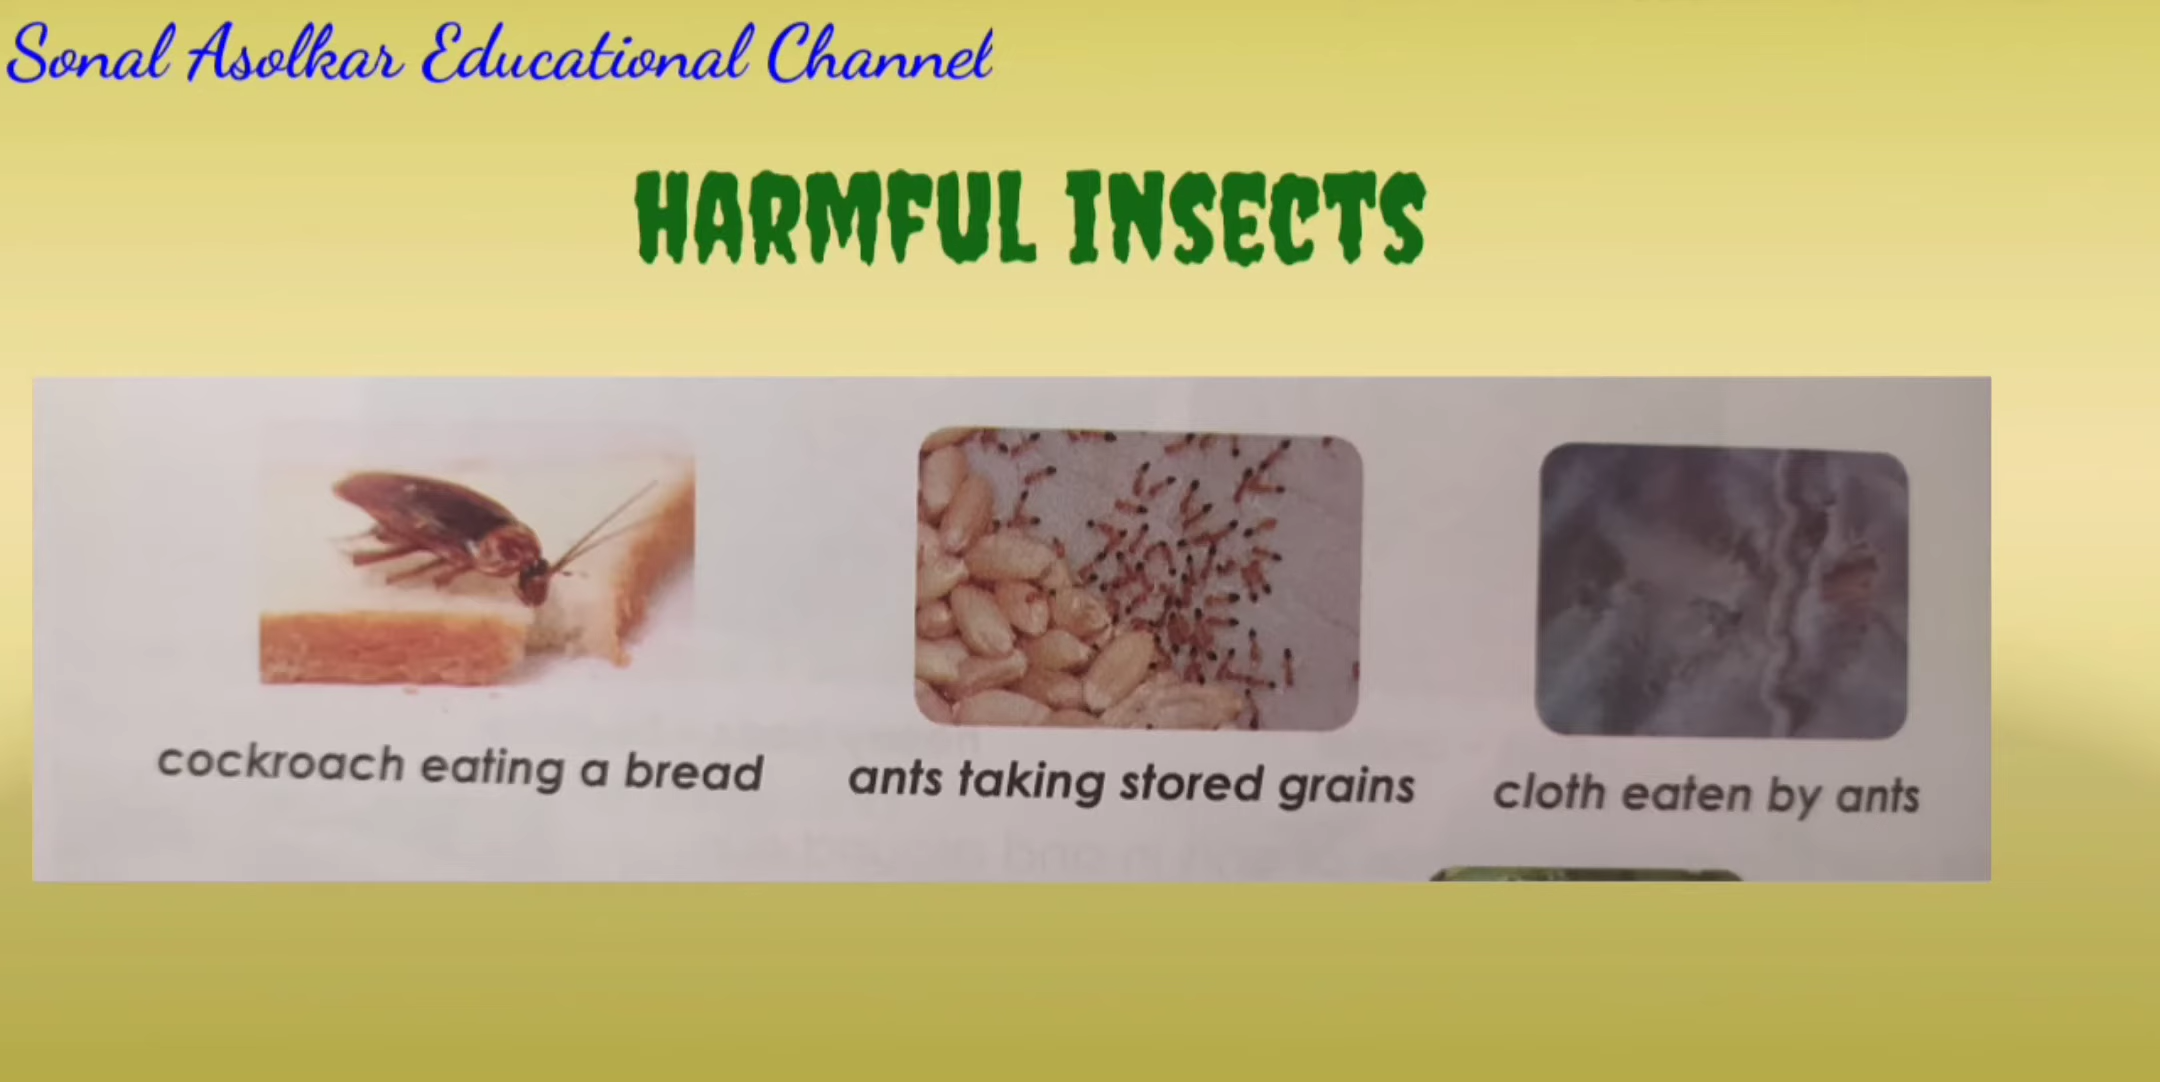 Sonal Asolkar Educational Channel
HARMFUL INSECTS
cockroach eating a bread
ants taking stored grains
cloth eaten by ants